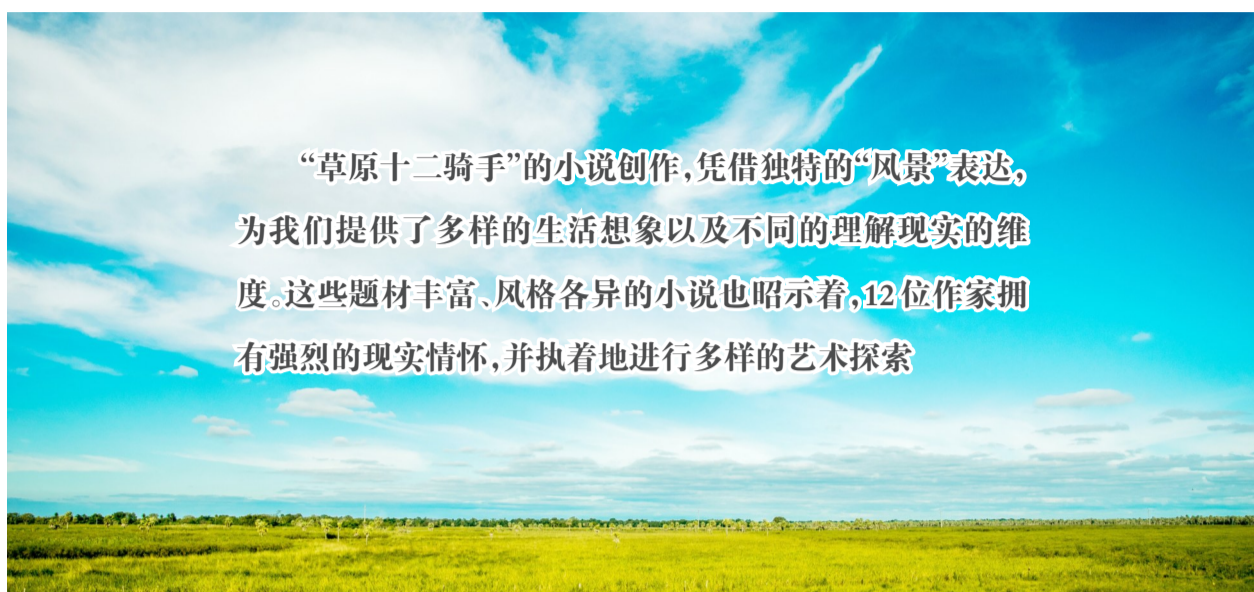 “草原十二骑手”的小说创作,凭借独特的“风景”表达,
为我们提供了多样的生活想象以及不同的理解现实的维
度。这些题材丰富、风格各异的小说也昭示着,12位作家拥
有强烈的现实情怀,并执着地进行多样的艺术探索